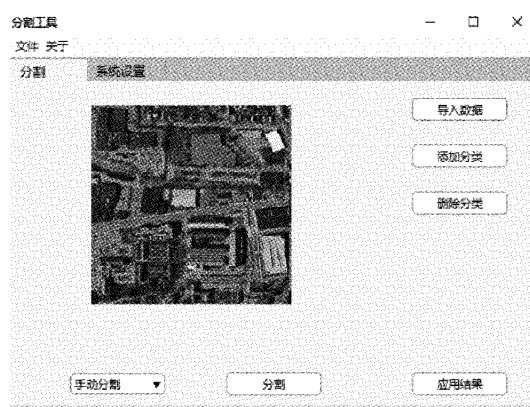 分割工具
文件 关于
分割 系统设置
导入数据
添加分类
删除分类
手动分割 分割 应用结果